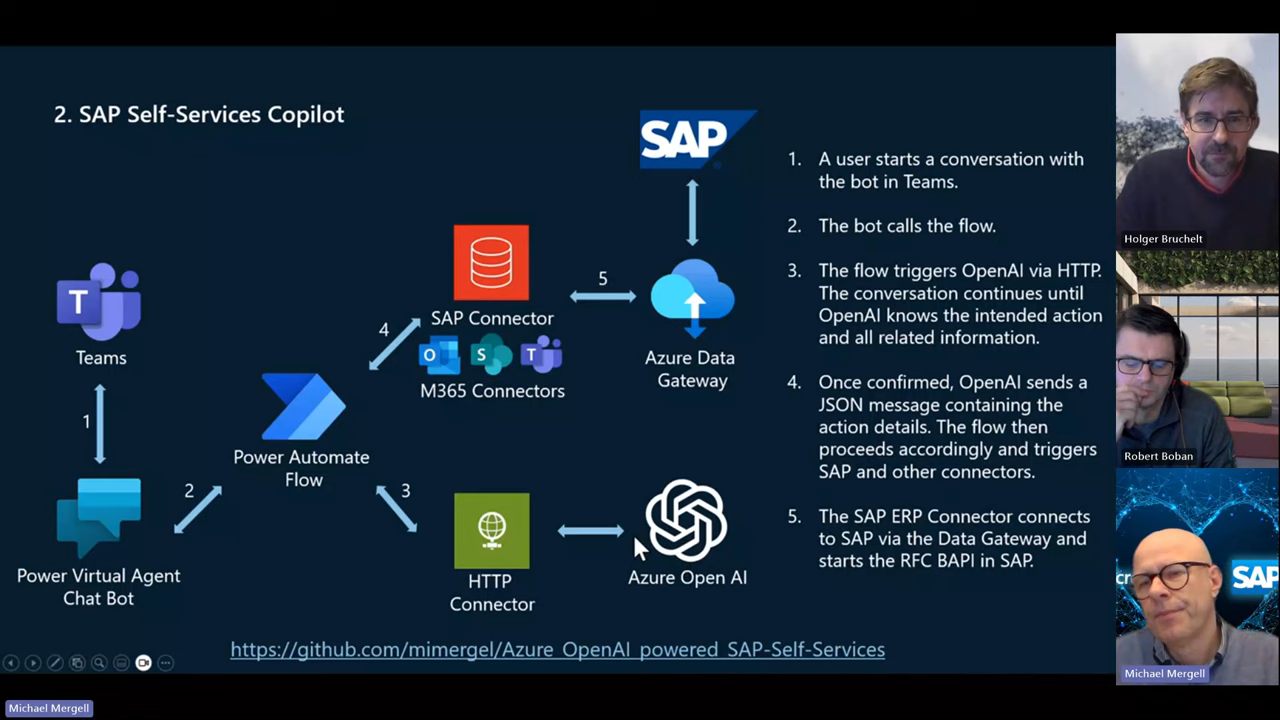 2. SAP Self-Services Copilot
SAP
T
Teams
1
Power Virtual Agent
Chat Bot
2
Power Automate
Flow
3
4
SAP Connector
O
S
T
M365 Connectors
5
Azure Data
Gateway
HTTP
Connector
Azure Open AI
1. A user starts a conversation with
the bot in Teams.
2. The bot calls the flow.
3. The flow triggers OpenAI via HTTP.
The conversation continues until
OpenAI knows the intended action
and all related information.
4. Once confirmed, OpenAI sends a
JSON message containing the
action details. The flow then
proceeds accordingly and triggers
SAP and other connectors.
5. The SAP ERP Connector connects
to SAP via the Data Gateway and
starts the RFC BAPI in SAP.
https://github.com/mimergel/Azure_OpenAI_powered_SAP-Self-Services
Holger Bruchelt
Robert Boban
SAP
Michael Mergell
Michael Mergell